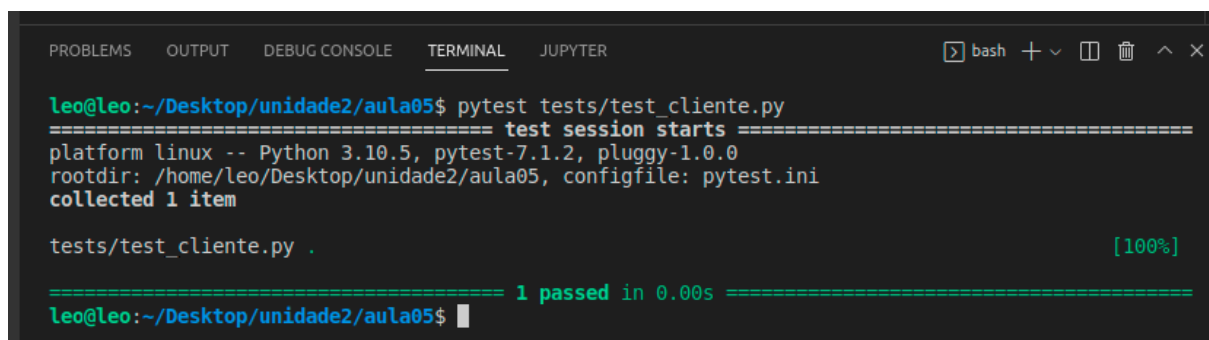 PROBLEMS OUTPUT DEBUG CONSOLE TERMINAL JUPYTER bash
leo@leo:~/Desktop/unidade2/aula05$ pytest tests/test_cliente.py
====================================== test session starts =======================================
platform linux -- Python 3.10.5, pytest-7.1.2, pluggy-1.0.0
rootdir: /home/leo/Desktop/unidade2/aula05, configfile: pytest.ini
collected 1 item
tests/test_cliente.py . [100%]
======================================= 1 passed in 0.00s ========================================
leo@leo:~/Desktop/unidade2/aula05$